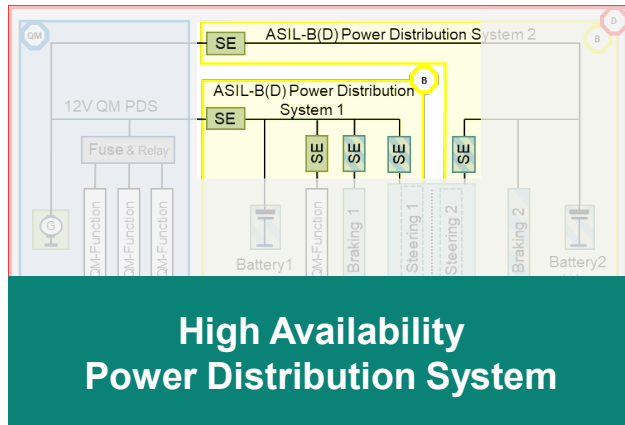 QM
D
B
SE
ASIL-B(D) Power Distribution System 2
B
ASIL-B(D) Power Distribution
System 1
12V QM PDS
SE
Fuse & Relay
SE
SE
SE
SE
G
QM-Function
QM-Function
QM-Function
Battery1
QM-Function
Braking 1
Steering 1
Steering 2
Braking 2
Battery2
High Availability
Power Distribution System